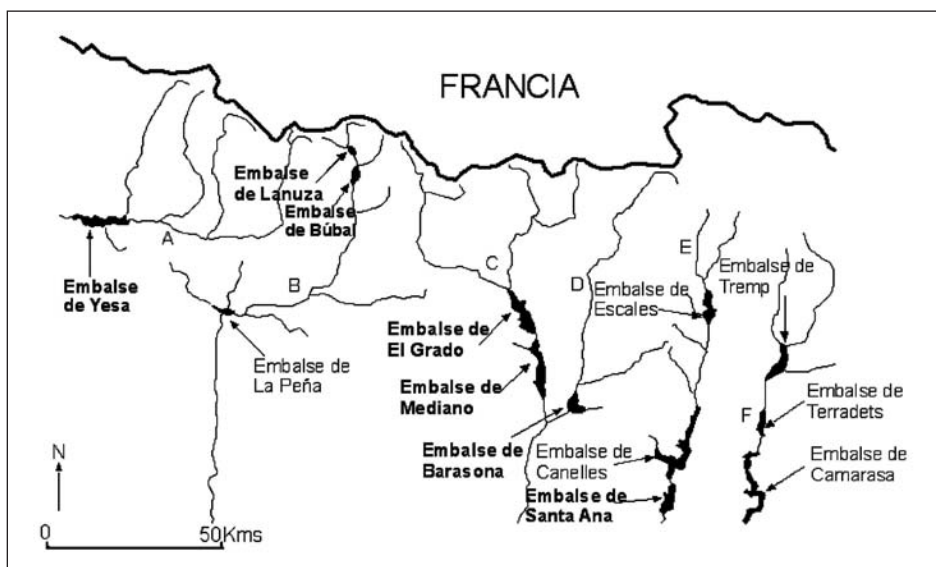 FRANCIA
Embalse
de Lanuza
Embalse
de Búbal
A
Embalse
de Yesa
B
Embalse de
La Peña
C
Embalse de
El Grado
Embalse de
Mediano
D
E
Embalse de
Tremp
Embalse de
Escales
Embalse de
Barasona
Embalse de
Canelles
Embalse de
Santa Ana
F
Embalse de
Terradets
Embalse de
Camarasa
N
0 50Kms